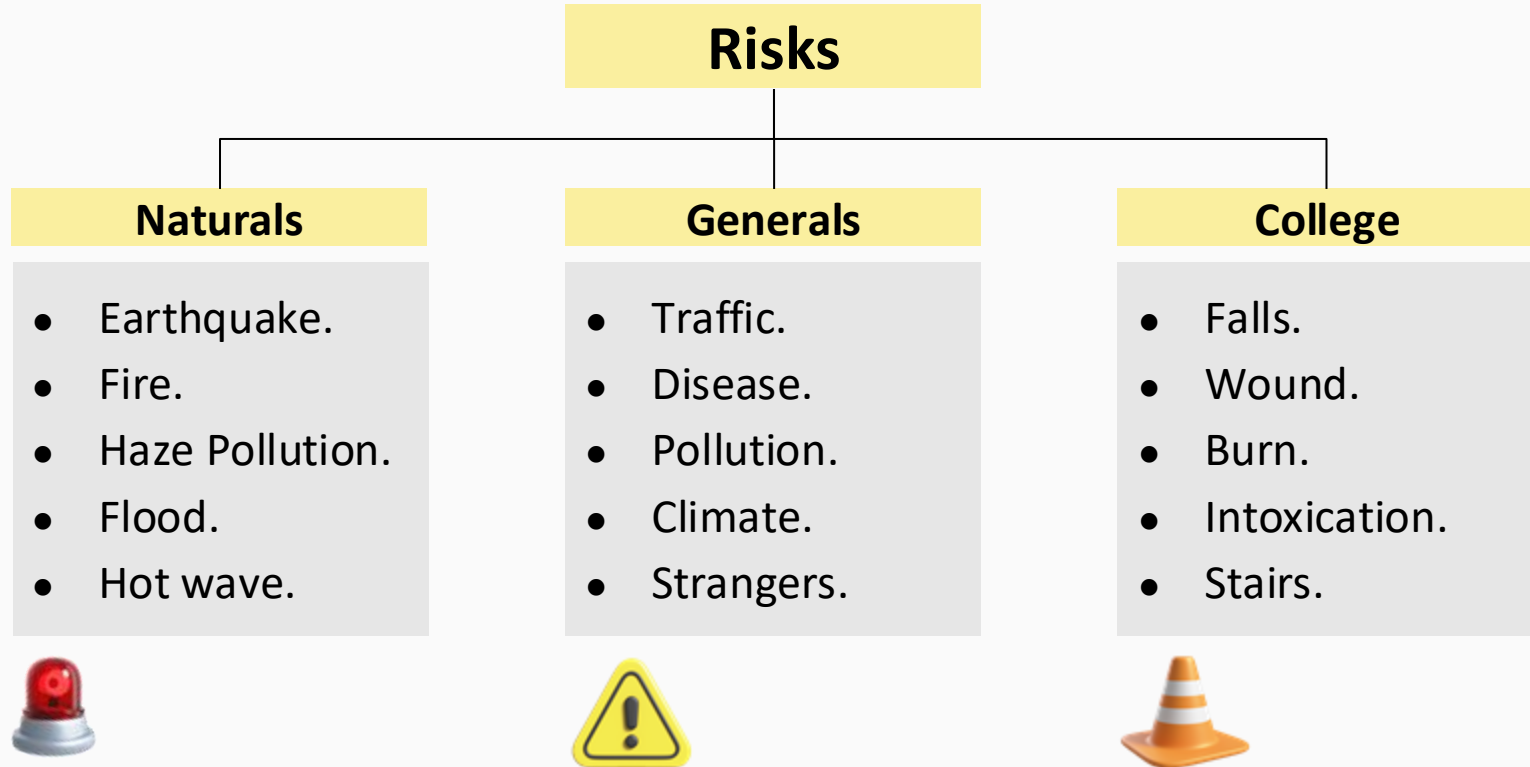 Risks
Naturals
● Earthquake.
● Fire.
● Haze Pollution.
● Flood.
● Hot wave.
Generals
● Traffic.
● Disease.
● Pollution.
● Climate.
● Strangers.
College
● Falls.
● Wound.
● Burn.
● Intoxication.
● Stairs.